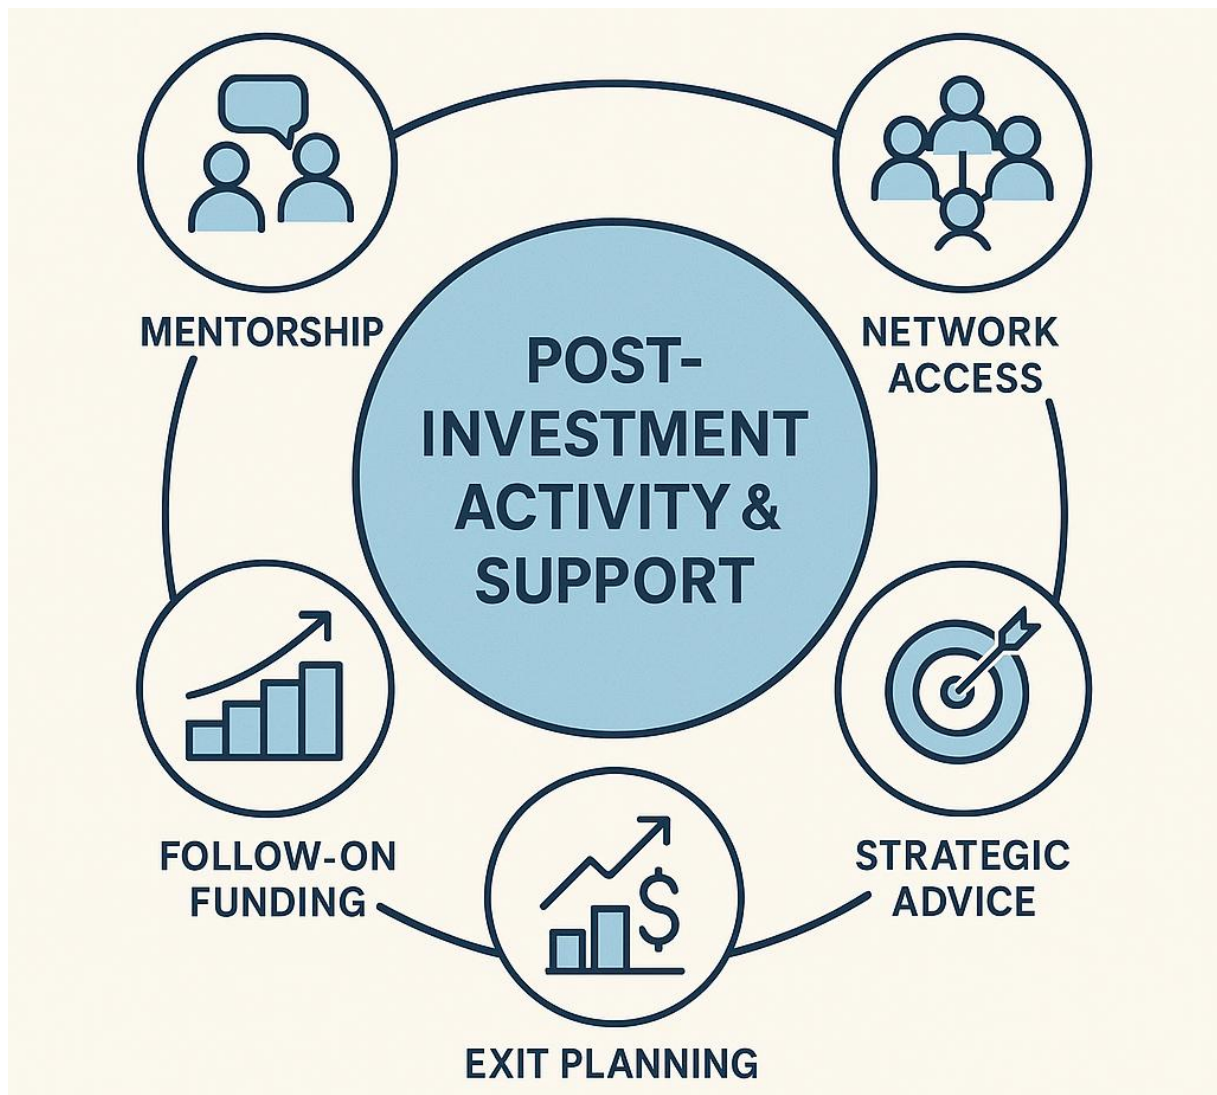 MENTORSHIP
NETWORK
ACCESS
POST-
INVESTMENT
ACTIVITY &
SUPPORT
FOLLOW-ON
FUNDING
$
STRATEGIC
ADVICE
EXIT PLANNING